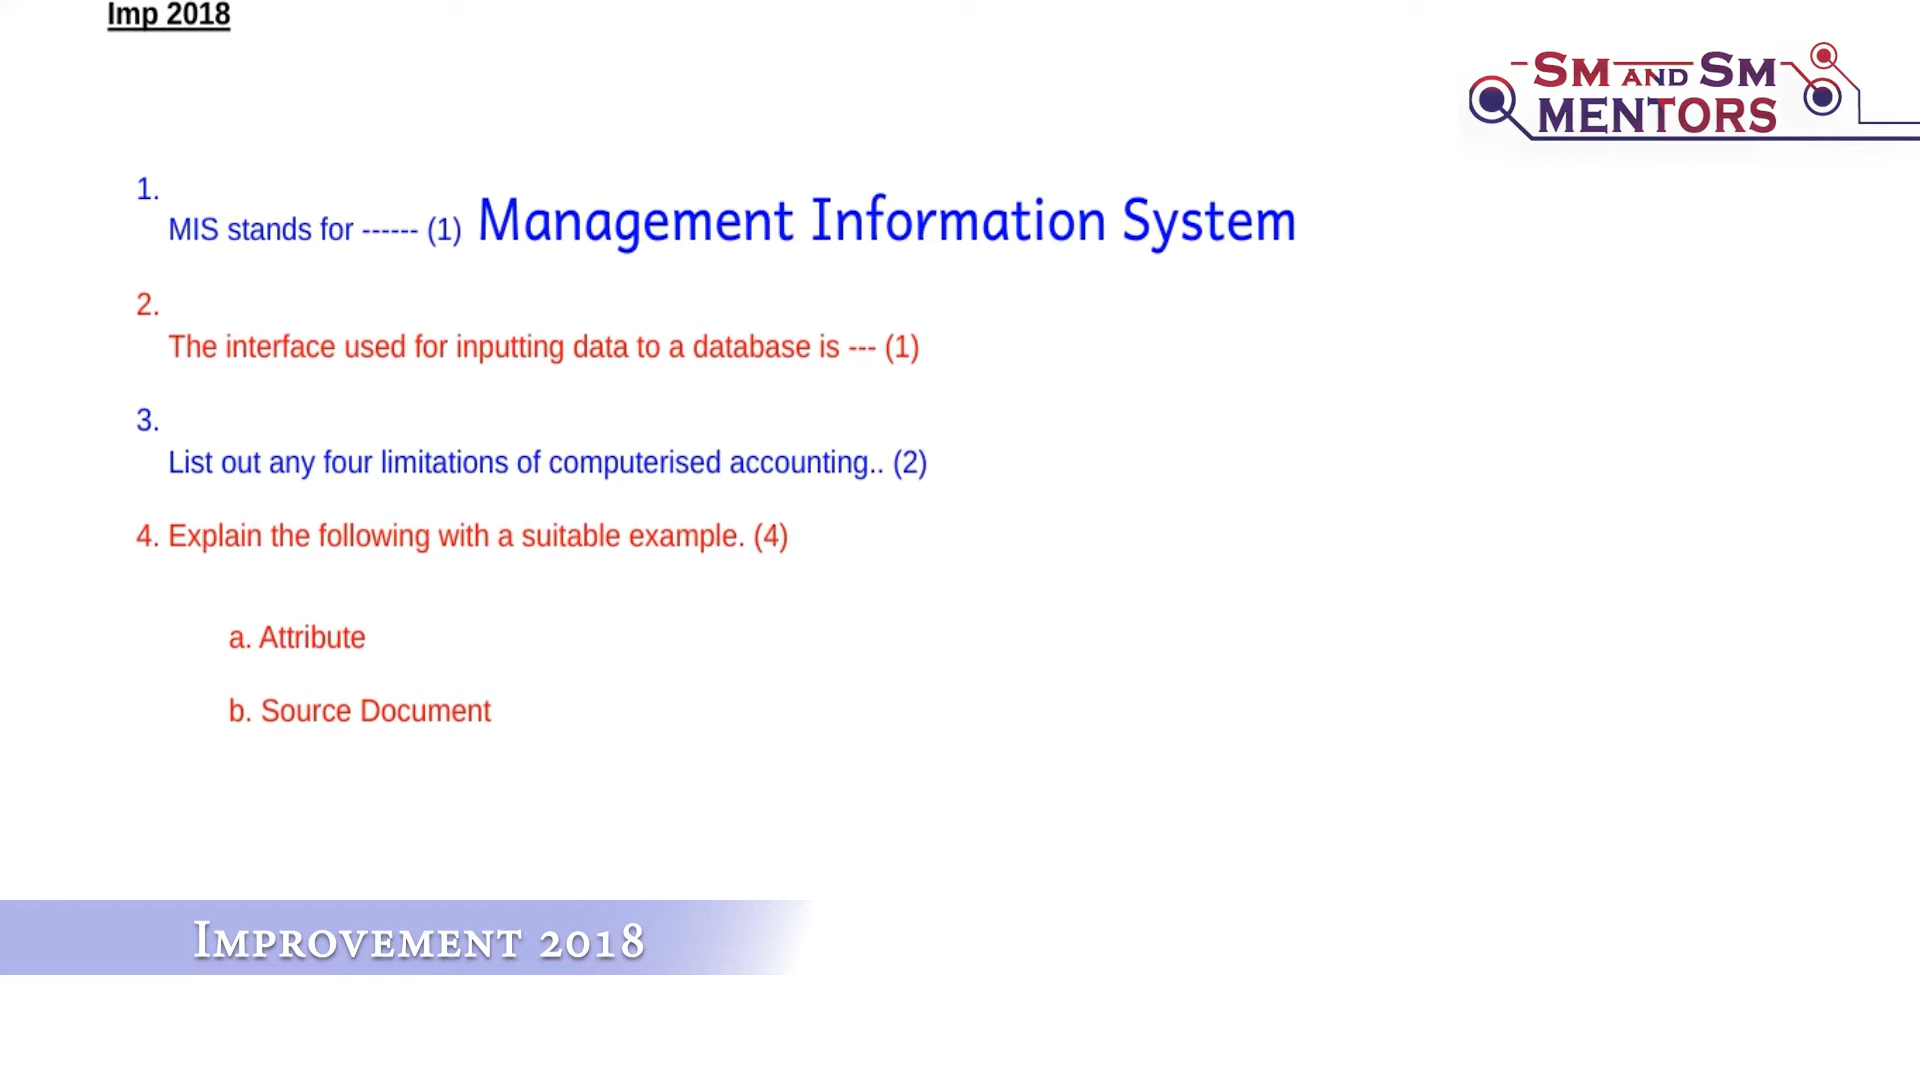 Imp 2018
SM AND SM
MENTORS
1.
MIS stands for ------ (1) Management Information System
2.
The interface used for inputting data to a database is --- (1)
3.
List out any four limitations of computerised accounting.. (2)
4. Explain the following with a suitable example. (4)
a. Attribute
b. Source Document
IMPROVEMENT 2018